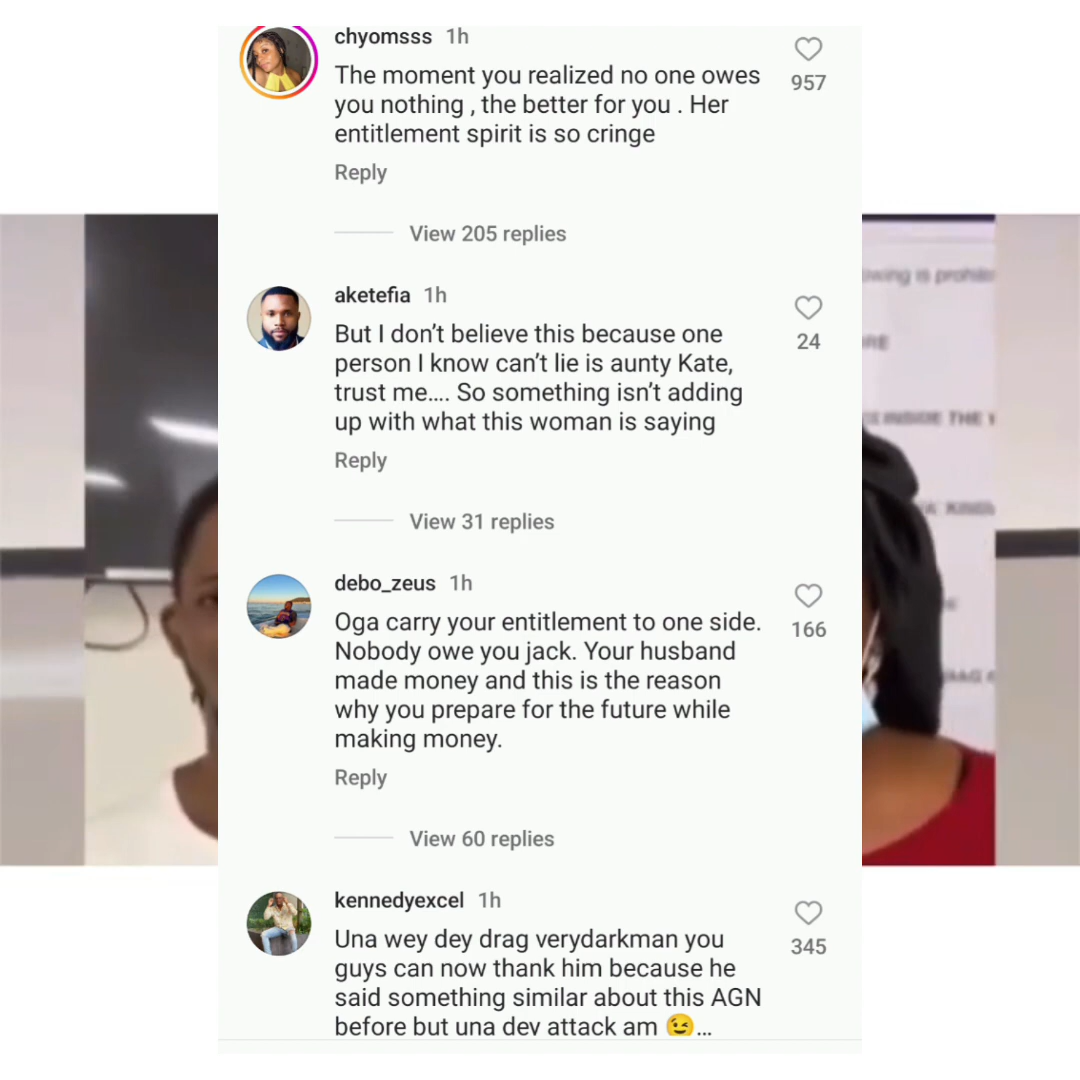 chyomsss 1h
The moment you realized no one owes
you nothing , the better for you . Her
entitlement spirit is so cringe
957
Reply
View 205 replies
aketefia 1h
But I don’t believe this because one
person I know can’t lie is aunty Kate,
trust me.... So something isn’t adding
up with what this woman is saying
24
Reply
View 31 replies
debo_zeus 1h
Oga carry your entitlement to one side.
Nobody owe you jack. Your husband
made money and this is the reason
why you prepare for the future while
making money.
166
Reply
View 60 replies
kennedyexcel 1h
Una wey dey drag verydarkman you
guys can now thank him because he
said something similar about this AGN
before but una dey attack am 😉...
345
THE